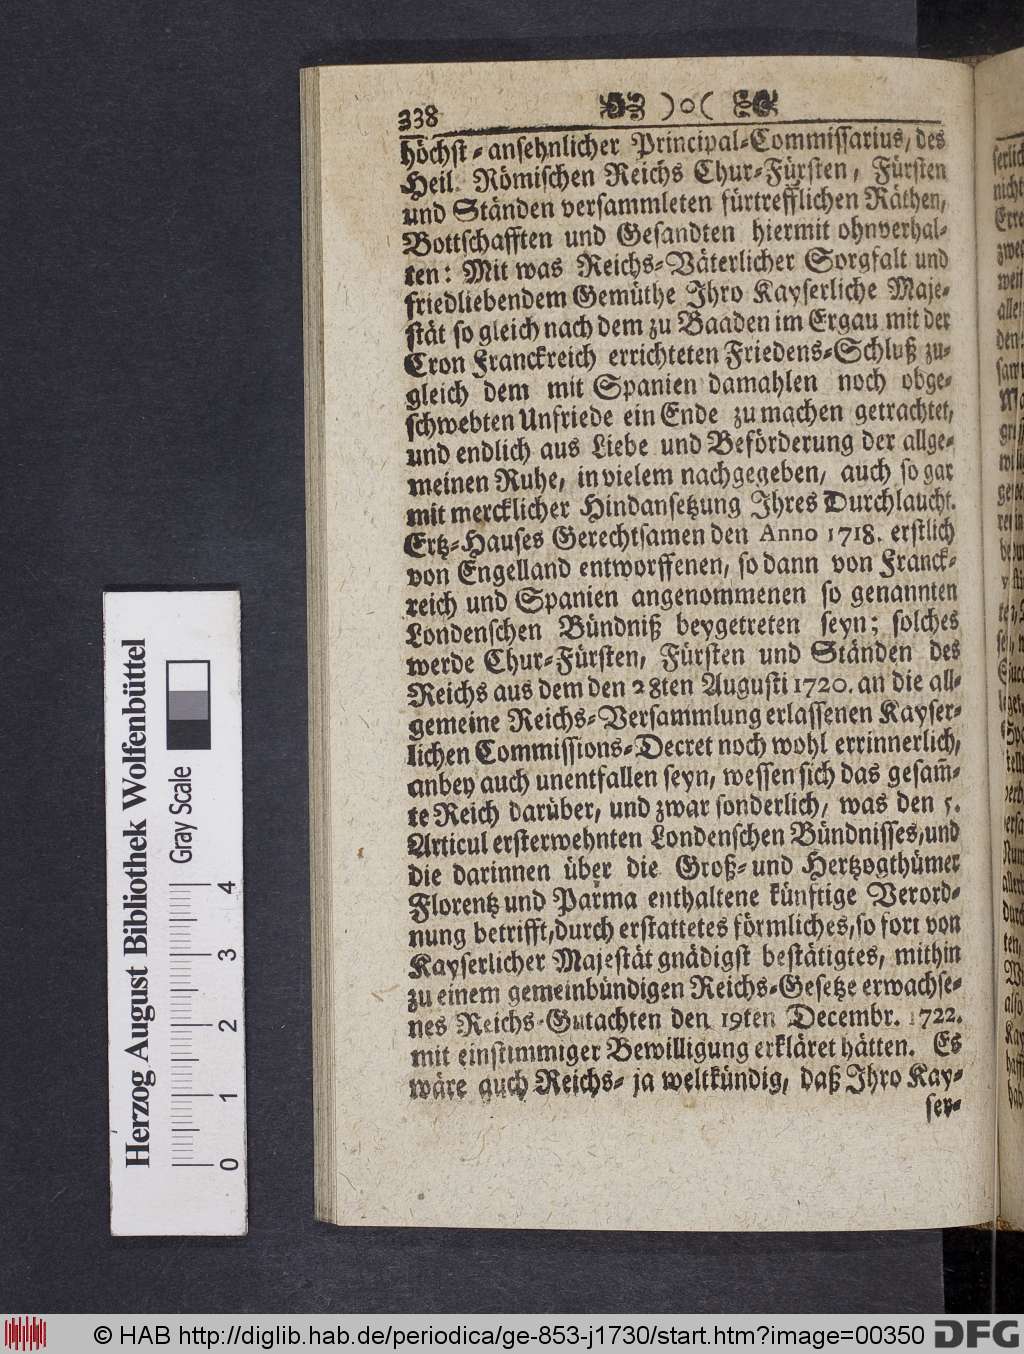 338 )o(
höchst-ansehnlicher Principal-Commissarius, des
Heil. Römischen Reichs Chur-Fürsten, Fürsten
und Ständen versammleten fürtrefflichen Räthen,
Bottschafften und Gesandten hiermit ohnverhal-
ten: Mit was Reichs-Väterlicher Sorgfalt und
friedliebendem Gemüthe Ihro Kayserliche Maje-
stät so gleich nach dem zu Baaden im Ergau mit der
Cron Franckreich errichteten Friedens-Schluß zu-
gleich dem mit Spanien damahlen noch obge-
schwebten Unfriede ein Ende zu machen getrachtet,
und endlich aus Liebe und Beförderung der allge-
meinen Ruhe, in vielem nachgegeben, auch so gar
mit mercklicher Hindansetzung Ihres Durchlaucht.
Ertz-Hauses Gerechtsamen den Anno 1718. erstlich
von Engelland entworffenen, so dann von Franck-
reich und Spanien angenommenen so genannten
Londenschen Bündniß beygetreten seyn; solches
werde Chur-Fürsten, Fürsten und Ständen des
Reichs aus dem den 28ten Augusti 1720. an die all-
gemeine Reichs-Versammlung erlassenen Kayser-
lichen Commissions-Decret noch wohl errinnerlich,
anbey auch unentfallen seyn, wessen sich das gesam̄-
te Reich darüber, und zwar sonderlich, was den 5.
Articul ersterwehnten Londenschen Bündnisses, und
die darinnen über die Groß- und Hertzogthümer
Florentz und Parma enthaltene künftige Verord-
nung betrifft, durch erstattetes förmliches, so fort von
Kayserlicher Majestät gnädigst bestätigtes, mithin
zu einem gemeinbündigen Reichs-Gesetze erwachse-
nes Reichs-Gutachten den 19ten Decembr. 1722.
mit einstimmiger Bewilligung erkläret hätten. Es
wäre auch Reichs- ja weltkündig, daß Ihro Kay-
ser-
Herzog August Bibliothek Wolfenbüttel
Gray Scale
0 1 2 3 4
© HAB http://diglib.hab.de/periodica/ge-853-j1730/start.htm?image=00350 DFG